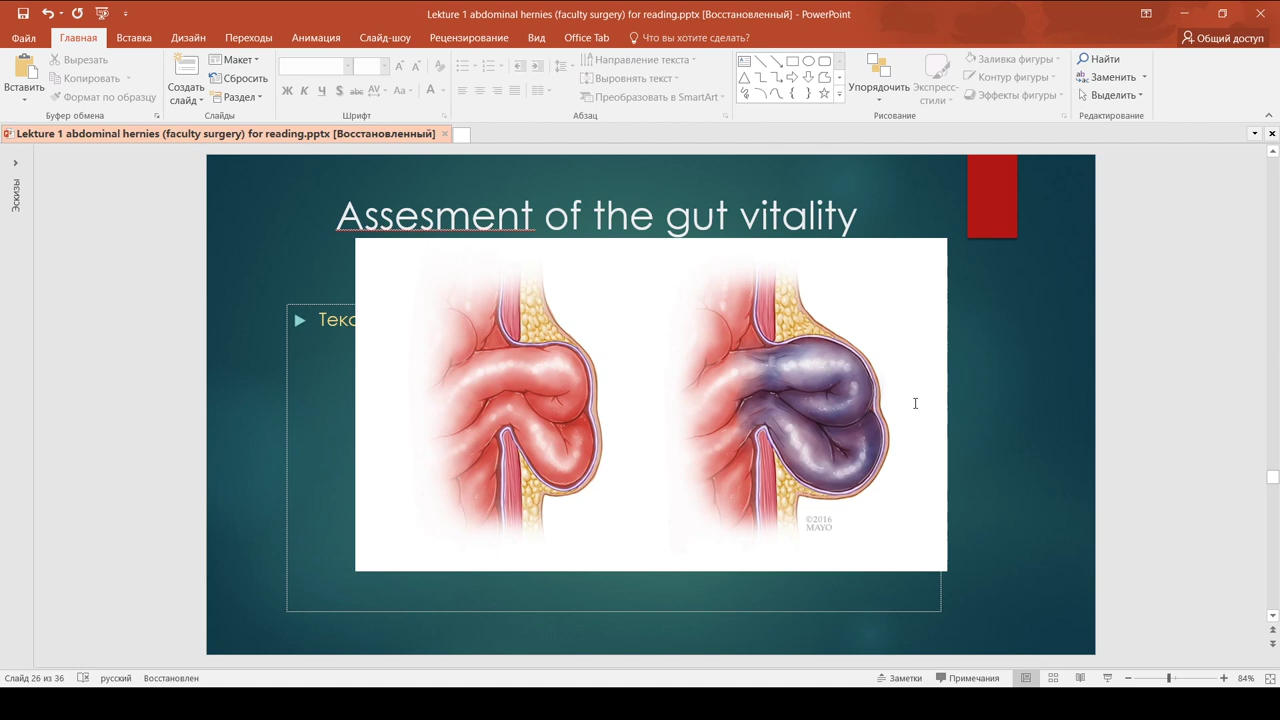 Lekture 1 abdominal hernies (faculty surgery) for reading.pptx [Восстановленный] - PowerPoint
Файл Главная Вставка Дизайн Переходы Анимация Слайд-шоу Рецензирование Вид Office Tab Что вы хотите сделать? Общий доступ
Вставить
Вырезать
Копировать
Формат по образцу
Буфер обмена
Создать слайд
Макет
Сбросить
Раздел
Слайды
Ж К Ч S abc AV Aa A
Шрифт
Направление текста
Выровнять текст
Преобразовать в SmartArt
Абзац
Упорядочить
Экспресс-стили
Заливка фигуры
Контур фигуры
Эффекты фигуры
Рисование
Найти
Заменить
Выделить
Редактирование
Lekture 1 abdominal hernies (faculty surgery) for reading.pptx [Восстановленный]
Эскизы
Assesment of the gut vitality
Текс
©2016
MAYO
Слайд 26 из 36 русский Восстановлен Заметки Примечания 84%